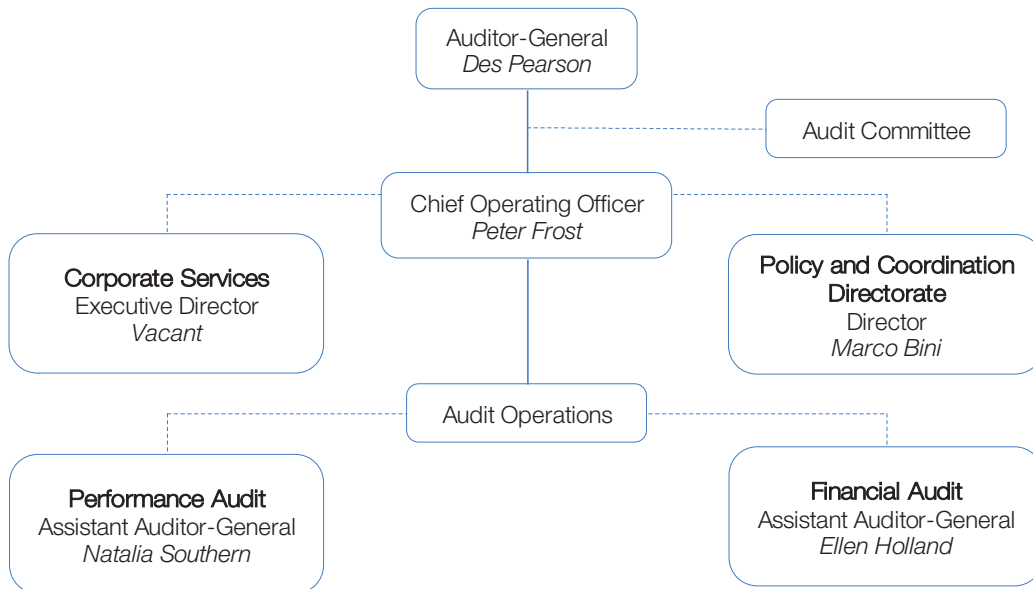 Auditor-General
Des Pearson
Audit Committee
Chief Operating Officer
Peter Frost
Corporate Services
Executive Director
Vacant
Policy and Coordination
Directorate
Director
Marco Bini
Audit Operations
Performance Audit
Assistant Auditor-General
Natalia Southern
Financial Audit
Assistant Auditor-General
Ellen Holland